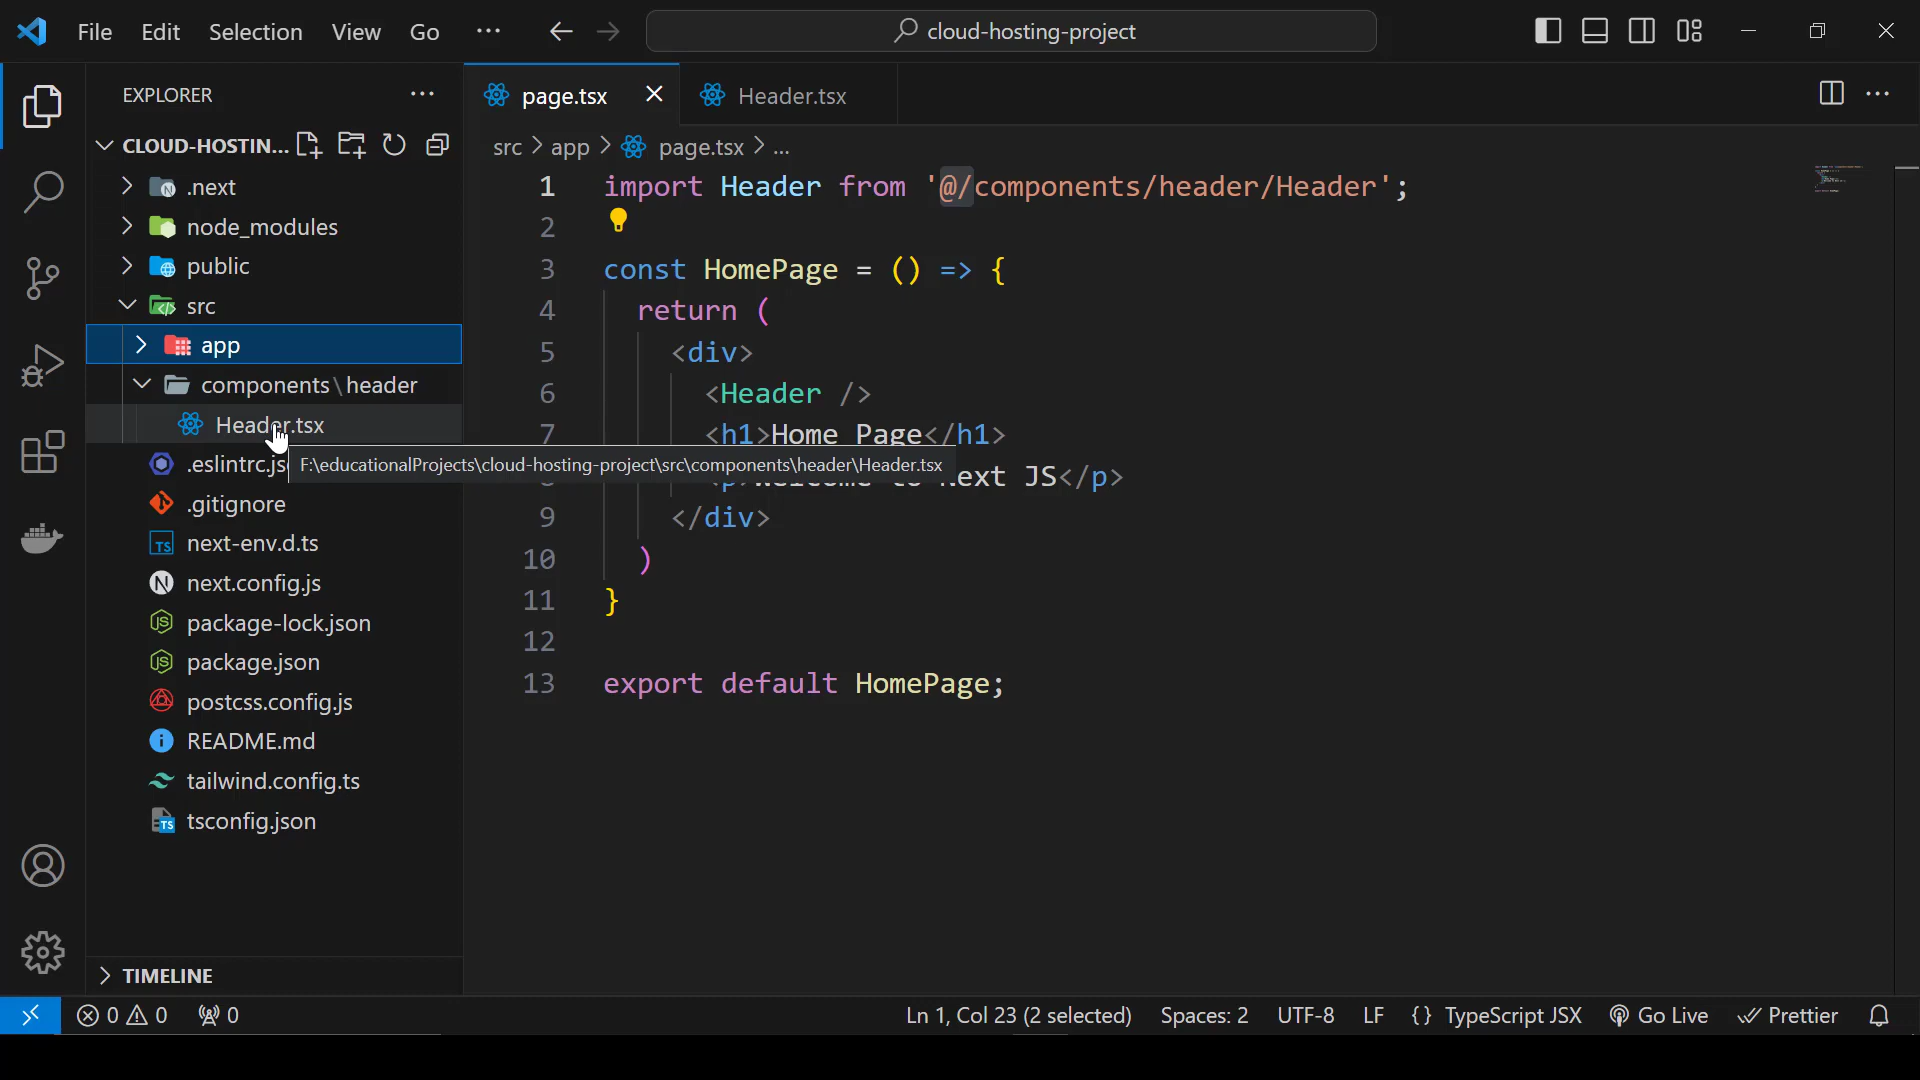 File Edit Selection View Go ··· cloud-hosting-project
EXPLORER
CLOUD-HOSTIN...
.next
node_modules
public
src
app
components\header
Header.tsx
.eslintrc.js
.gitignore
next-env.d.ts
next.config.js
package-lock.json
package.json
postcss.config.js
README.md
tailwind.config.ts
tsconfig.json
TIMELINE
page.tsx Header.tsx
src > app > page.tsx > ...
1 import Header from '@/components/header/Header';
2
3 const HomePage = () => {
4 return (
5 <div>
6 <Header />
7 <h1>Home Page</h1>
F:\educationalProjects\cloud-hosting-project\src\components\header\Header.tsx
8 <p>Welcome to Next JS</p>
9 </div>
10 )
11 }
12
13 export default HomePage;
0 0 0 Ln 1, Col 23 (2 selected) Spaces: 2 UTF-8 LF {} TypeScript JSX Go Live Prettier